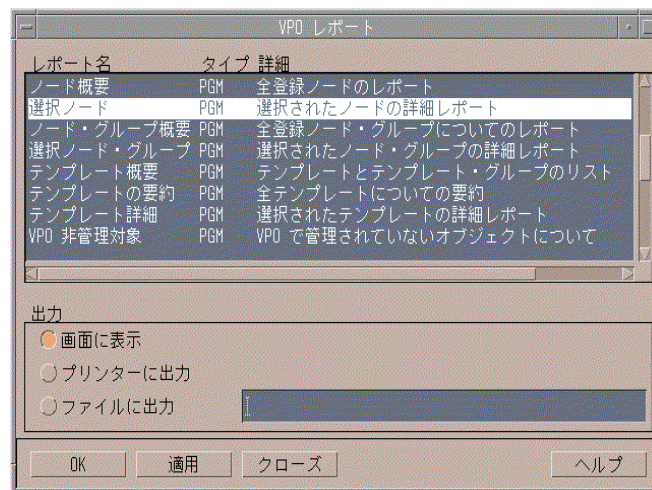 VPO レポート
レポート名 タイプ 詳細
ノード概要 PGM 全登録ノードのレポート
選択ノード PGM 選択されたノードの詳細レポート
ノード・グループ概要 PGM 全登録ノード・グループについてのレポート
選択ノード・グループ PGM 選択されたノード・グループの詳細レポート
テンプレート概要 PGM テンプレートとテンプレート・グループのリスト
テンプレートの要約 PGM 全テンプレートについての要約
テンプレート詳細 PGM 選択されたテンプレートの詳細レポート
VPO 非管理対象 PGM VPO で管理されていないオブジェクトについて
出力
画面に表示
プリンターに出力
ファイルに出力
OK 適用 クローズ ヘルプ